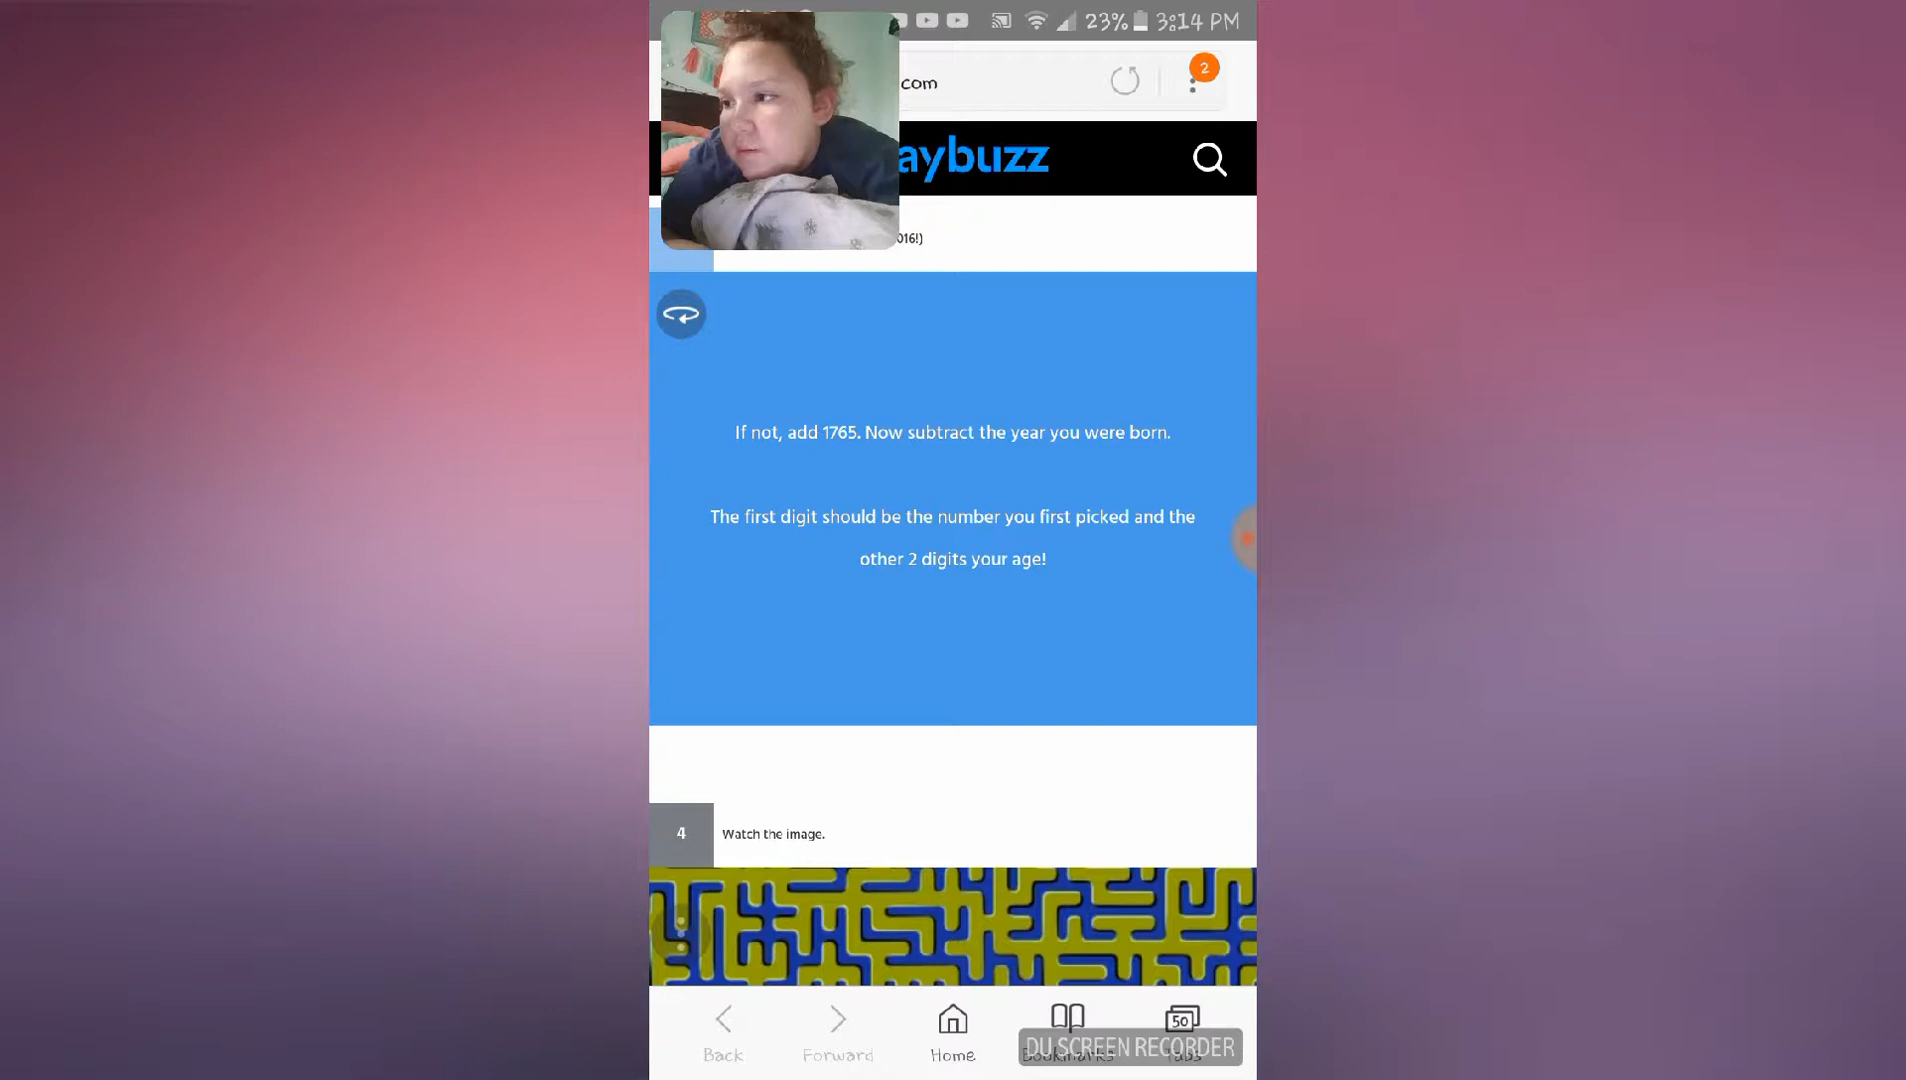 23% 3:14 PM
com
2
aybuzz
016!)
If not, add 1765. Now subtract the year you were born.
The first digit should be the number you first picked and the
other 2 digits your age!
4 Watch the image.
50
Back Forward Home Bookmarks Tabs
DU SCREEN RECORDER